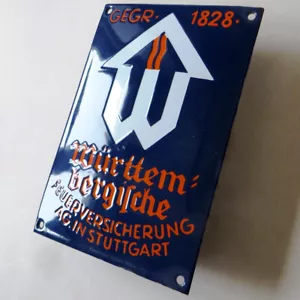 GEGR· 1828·
W
Württem=
bergische
FEUERVERSICHERUNG
AG. IN STUTTGART